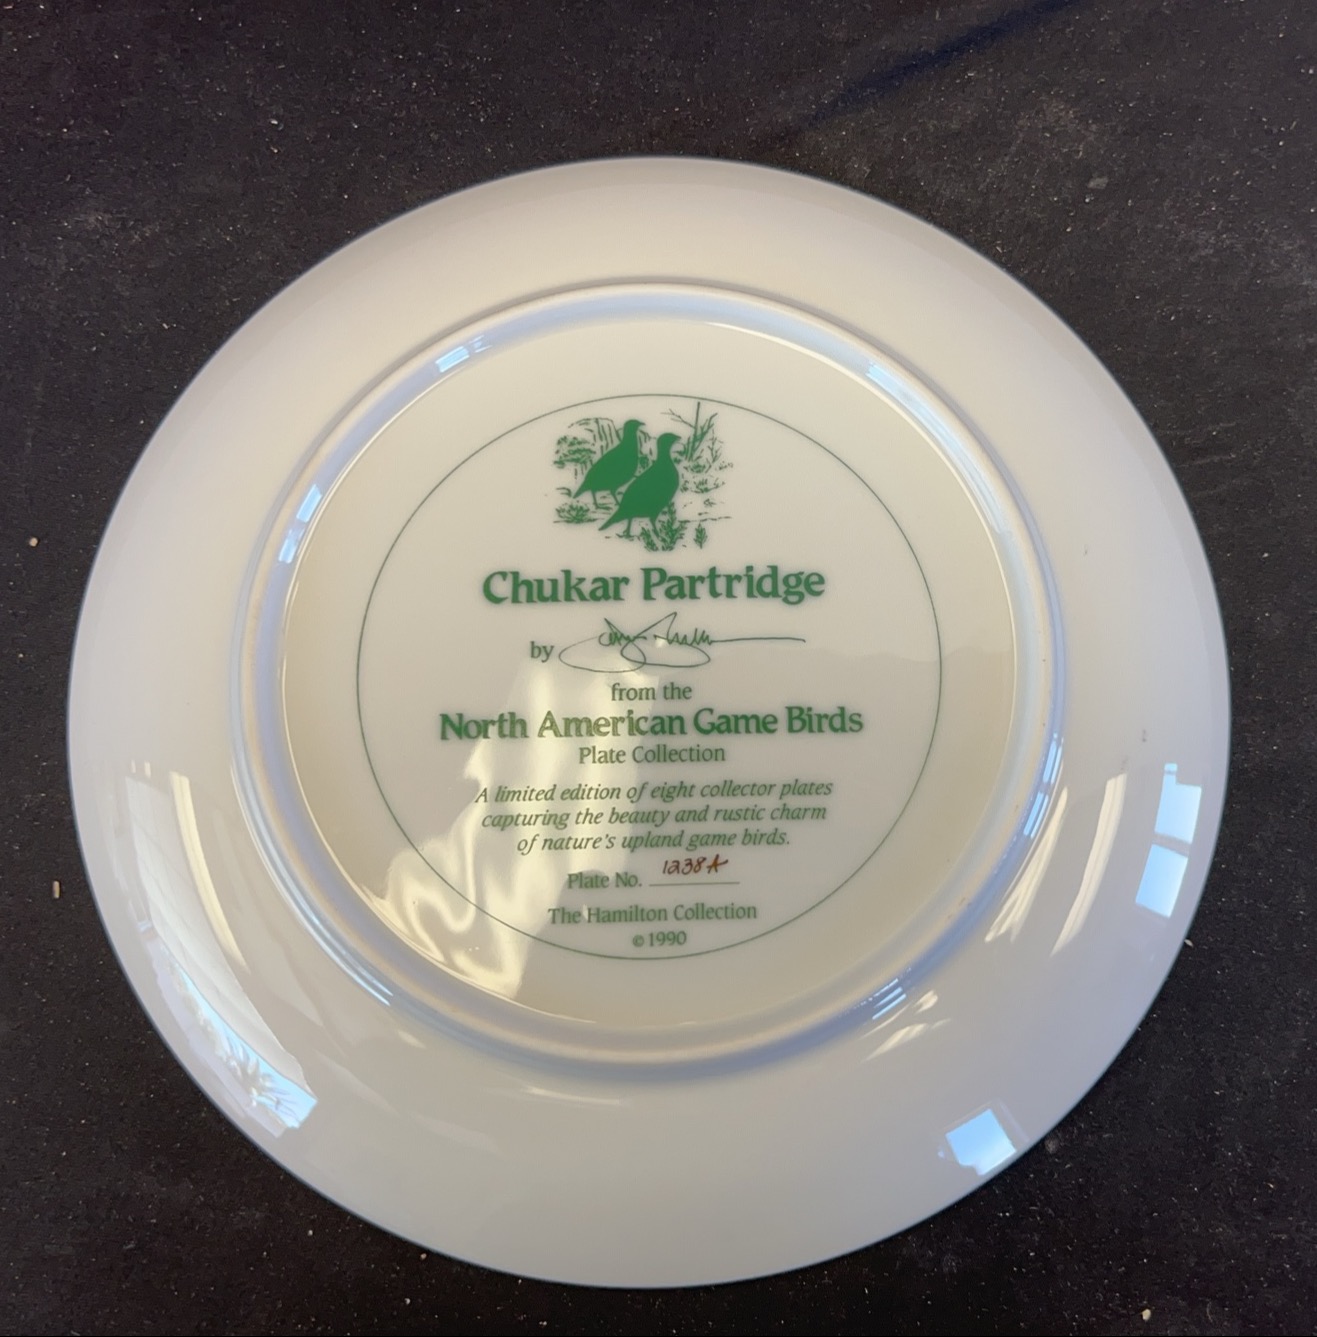 Chukar Partridge
by
from the
North American Game Birds
Plate Collection
A limited edition of eight collector plates
capturing the beauty and rustic charm
of nature's upland game birds.
Plate No. 1238A
The Hamilton Collection
© 1990